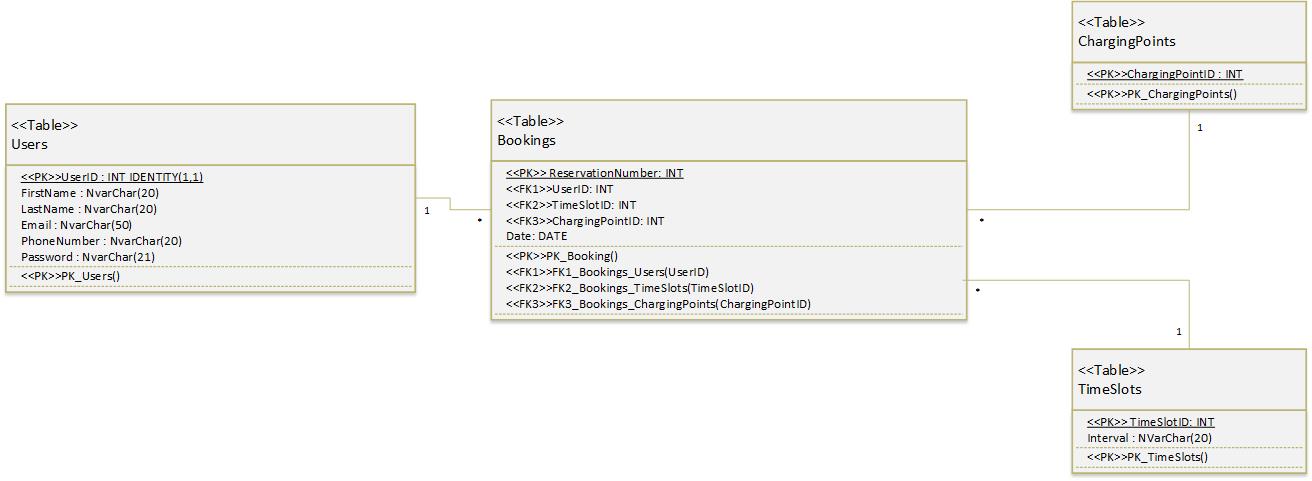 <<Table>>
Users
<<PK>>UserID : INT IDENTITY(1,1)
FirstName : NvarChar(20)
LastName : NvarChar(20)
Email : NvarChar(50)
PhoneNumber : NvarChar(20)
Password : NvarChar(21)
<<PK>>PK_Users()
1
*
<<Table>>
Bookings
<<PK>> ReservationNumber: INT
<<FK1>>UserID: INT
<<FK2>>TimeSlotID: INT
<<FK3>>ChargingPointID: INT
Date: DATE
<<PK>>PK_Booking()
<<FK1>>FK1_Bookings_Users(UserID)
<<FK2>>FK2_Bookings_TimeSlots(TimeSlotID)
<<FK3>>FK3_Bookings_ChargingPoints(ChargingPointID)
*
*
<<Table>>
ChargingPoints
<<PK>>ChargingPointID : INT
<<PK>>PK_ChargingPoints()
1
1
<<Table>>
TimeSlots
<<PK>> TimeSlotID: INT
Interval : NVarChar(20)
<<PK>>PK_TimeSlots()